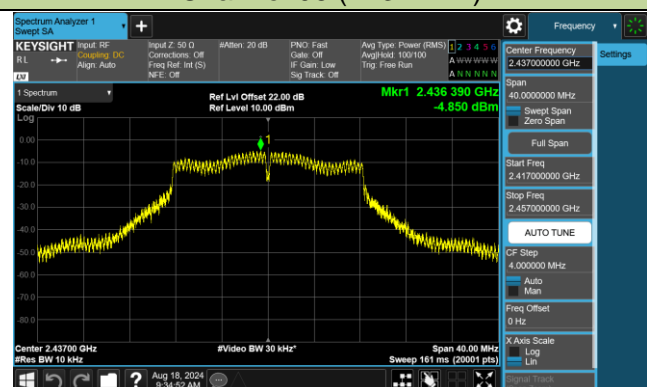 Spectrum Analyzer 1
Swept SA
Frequency
KEYSIGHT
RL
LXI
Input: RF
Coupling: DC
Align: Auto
Input Z: 50 Ω
Corrections: Off
Freq Ref: Int (S)
NFE: Off
#Atten: 20 dB
PNO: Fast
Gate: Off
IF Gain: Low
Sig Track: Off
Avg Type: Power (RMS)
Avg|Hold: 100/100
Trig: Free Run
1 2 3 4 5 6
A W W W W W
A N N N N N
1 Spectrum
Scale/Div 10 dB
Log
Ref Lvl Offset 22.00 dB
Ref Level 10.00 dBm
Mkr1 2.436 390 GHz
-4.850 dBm
1
0.00
-10.0
-20.0
-30.0
-40.0
-50.0
-60.0
-70.0
-80.0
Center 2.43700 GHz
#Res BW 10 kHz
#Video BW 30 kHz*
Span 40.00 MHz
Sweep 161 ms (20001 pts)
Aug 18, 2024
9:34:52 AM
Center Frequency
2.437000000 GHz
Span
40.0000000 MHz
Swept Span
Zero Span
Full Span
Start Freq
2.417000000 GHz
Stop Freq
2.457000000 GHz
AUTO TUNE
CF Step
4.000000 MHz
Auto
Man
Freq Offset
0 Hz
X Axis Scale
Log
Lin
Signal Track
Settings